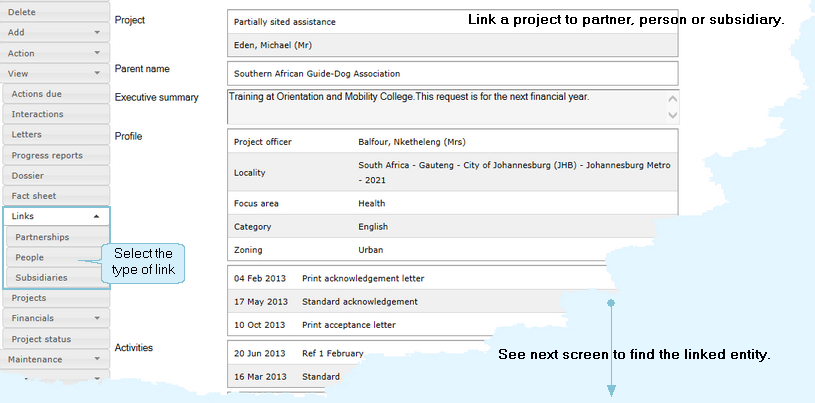 Link a project to partner, person or subsidiary.
Delete
Add
Action
View
Actions due
Interactions
Letters
Progress reports
Dossier
Fact sheet
Links
Partnerships
People
Subsidiaries
Projects
Financials
Project status
Maintenance
Select the
type of link
Project
Partially sited assistance
Eden, Michael (Mr)
Parent name
Southern African Guide-Dog Association
Executive summary
Training at Orientation and Mobility College.This request is for the next financial year.
Profile
Project officer Balfour, Nketheleng (Mrs)
Locality South Africa - Gauteng - City of Johannesburg (JHB) - Johannesburg Metro
- 2021
Focus area Health
Category English
Zoning Urban
04 Feb 2013 Print acknowledgement letter
17 May 2013 Standard acknowledgement
10 Oct 2013 Print acceptance letter
Activities
20 Jun 2013 Ref 1 February
16 Mar 2013 Standard
See next screen to find the linked entity.